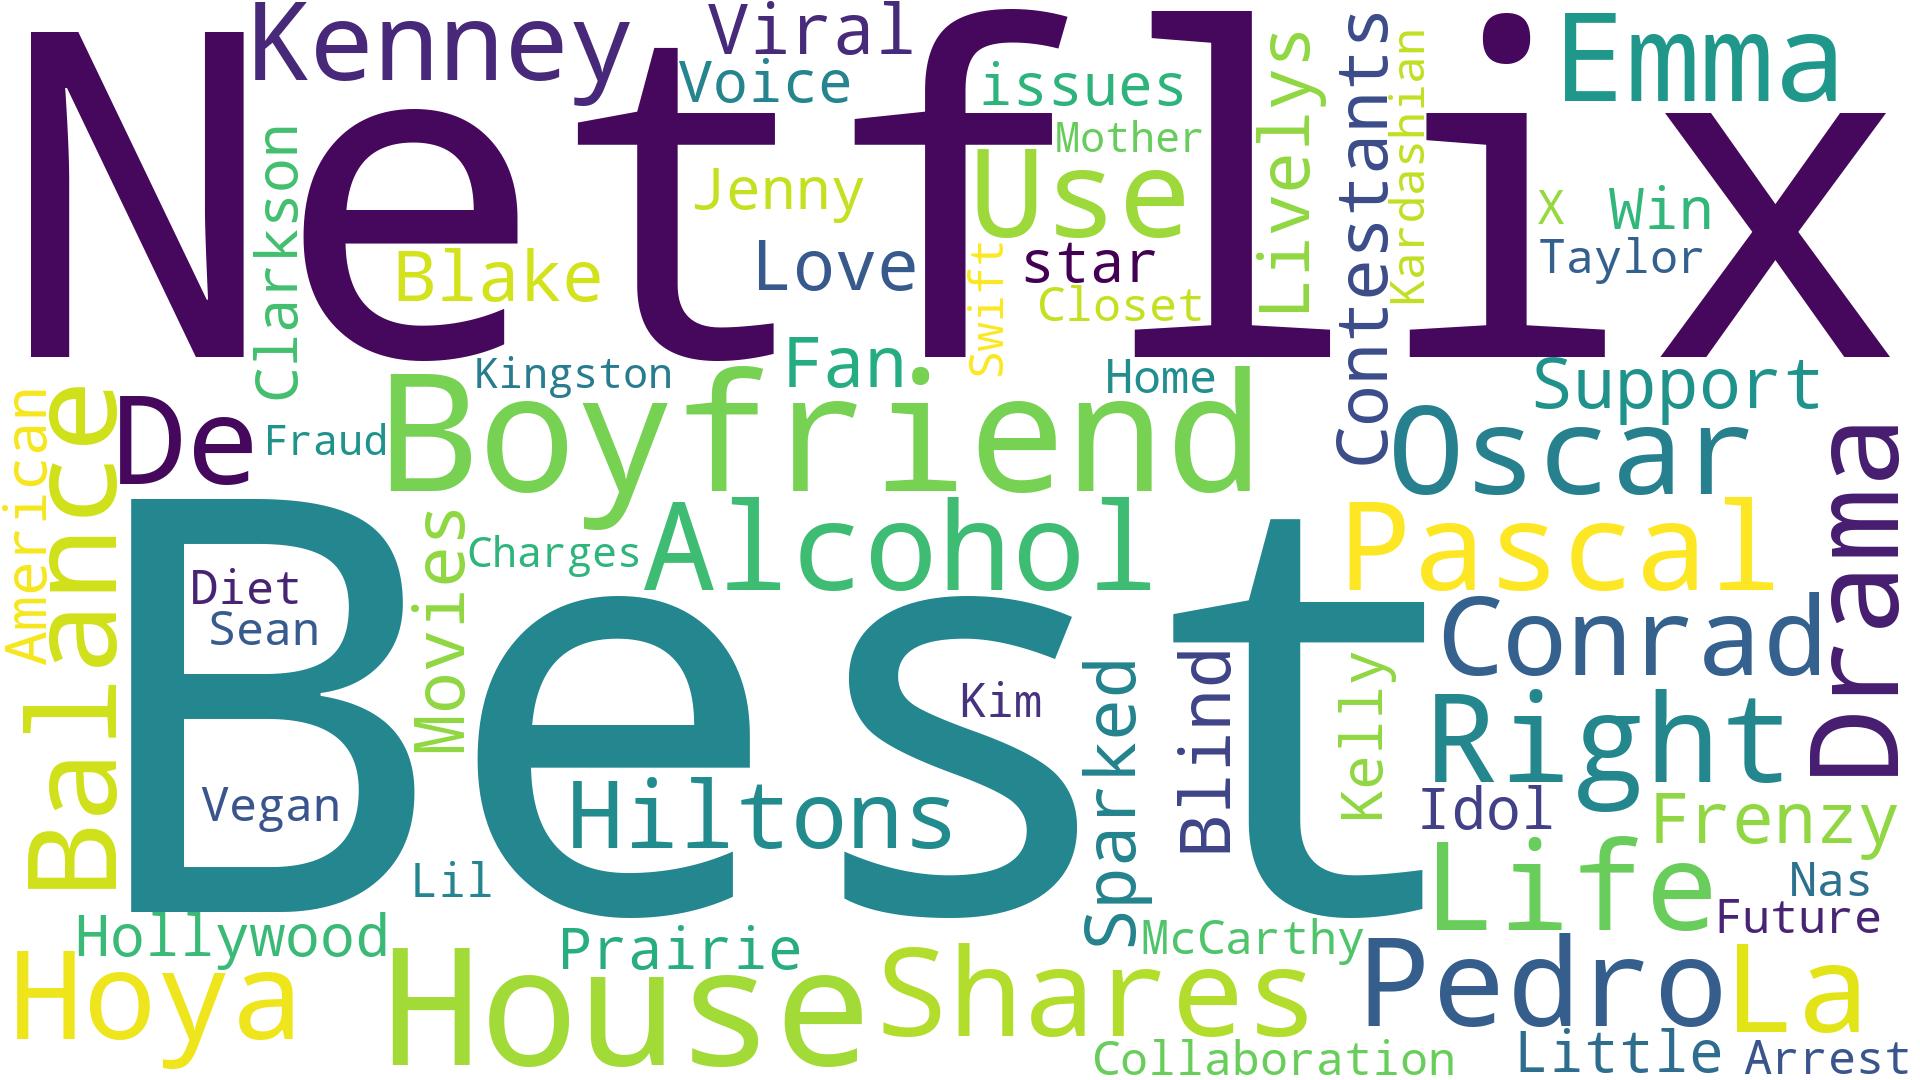 Netflix
Kenney
Viral
Voice
issues
Mother
Livelys
Contestants
Kardashian
Emma
Clarkson
Jenny
Use
X
Win
Blake
Love
Swift
star
Closet
Taylor
Kingston
Fan
Home
Support
American
Balance
De
Fraud
Boyfriend
Oscar
Drama
Best
Movies
Charges
Alcohol
Pascal
Diet
Sean
Conrad
Kim
Sparked
Blind
Kelly
Right
Vegan
Hiltons
Idol
Frenzy
Lil
Life
Nas
Future
Hollywood
Prairie
McCarthy
Hoya
House
Shares
Pedro
La
Collaboration
Little
Arrest